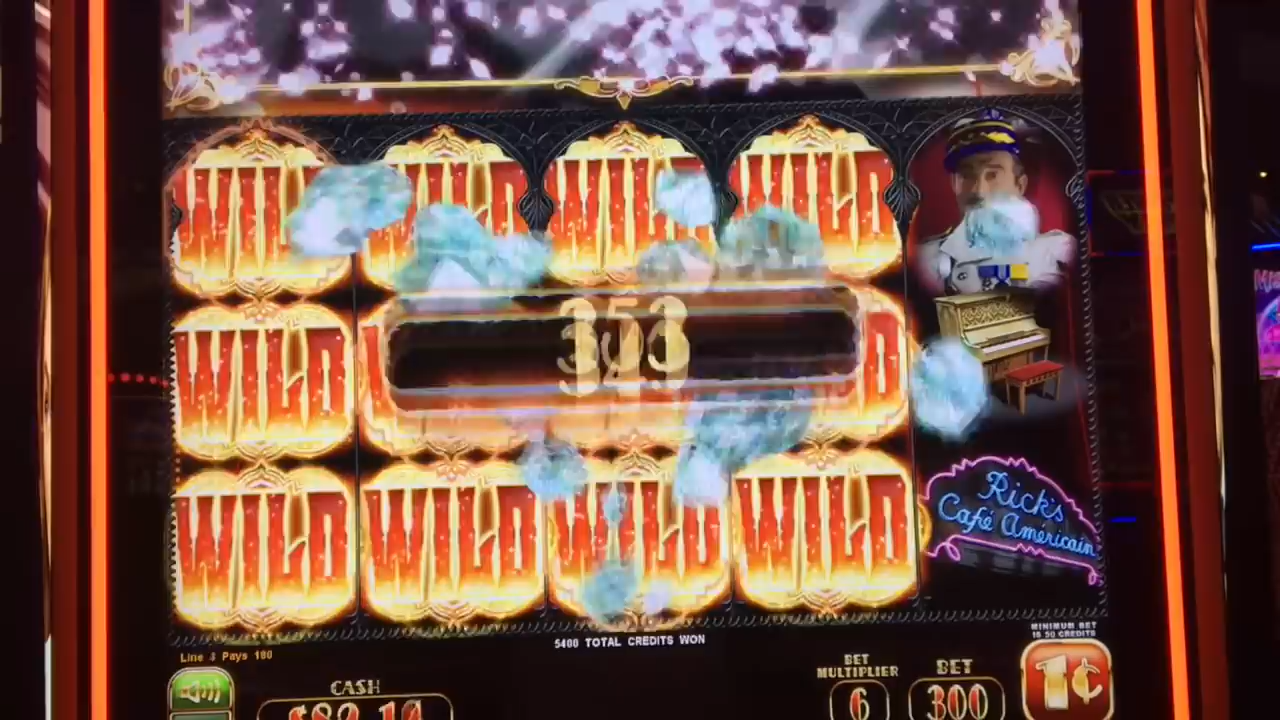 WILD WILD WILD WILD
WILD
WILD WILD WILD WILD
Rick's
Café Américain
5400 TOTAL CREDITS WON
Line 3 Pays 180
MINIMUM BET
CREDITS
CASH
BET
MULTIPLIER
6
BET
300
1¢